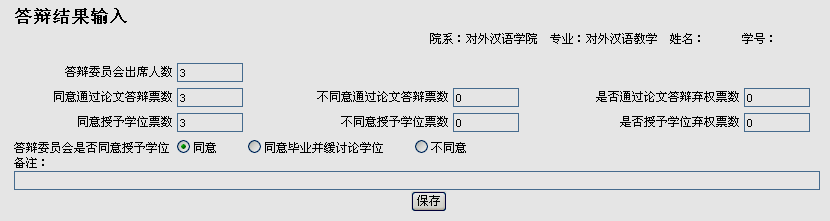 答辩结果输入
院系：对外汉语学院 专业：对外汉语教学 姓名： 学号：
答辩委员会出席人数 3
同意通过论文答辩票数 3 不同意通过论文答辩票数 0 是否通过论文答辩弃权票数 0
同意授予学位票数 3 不同意授予学位票数 0 是否授予学位弃权票数 0
答辩委员会是否同意授予学位 同意 同意毕业并缓讨论学位 不同意
备注：
保存